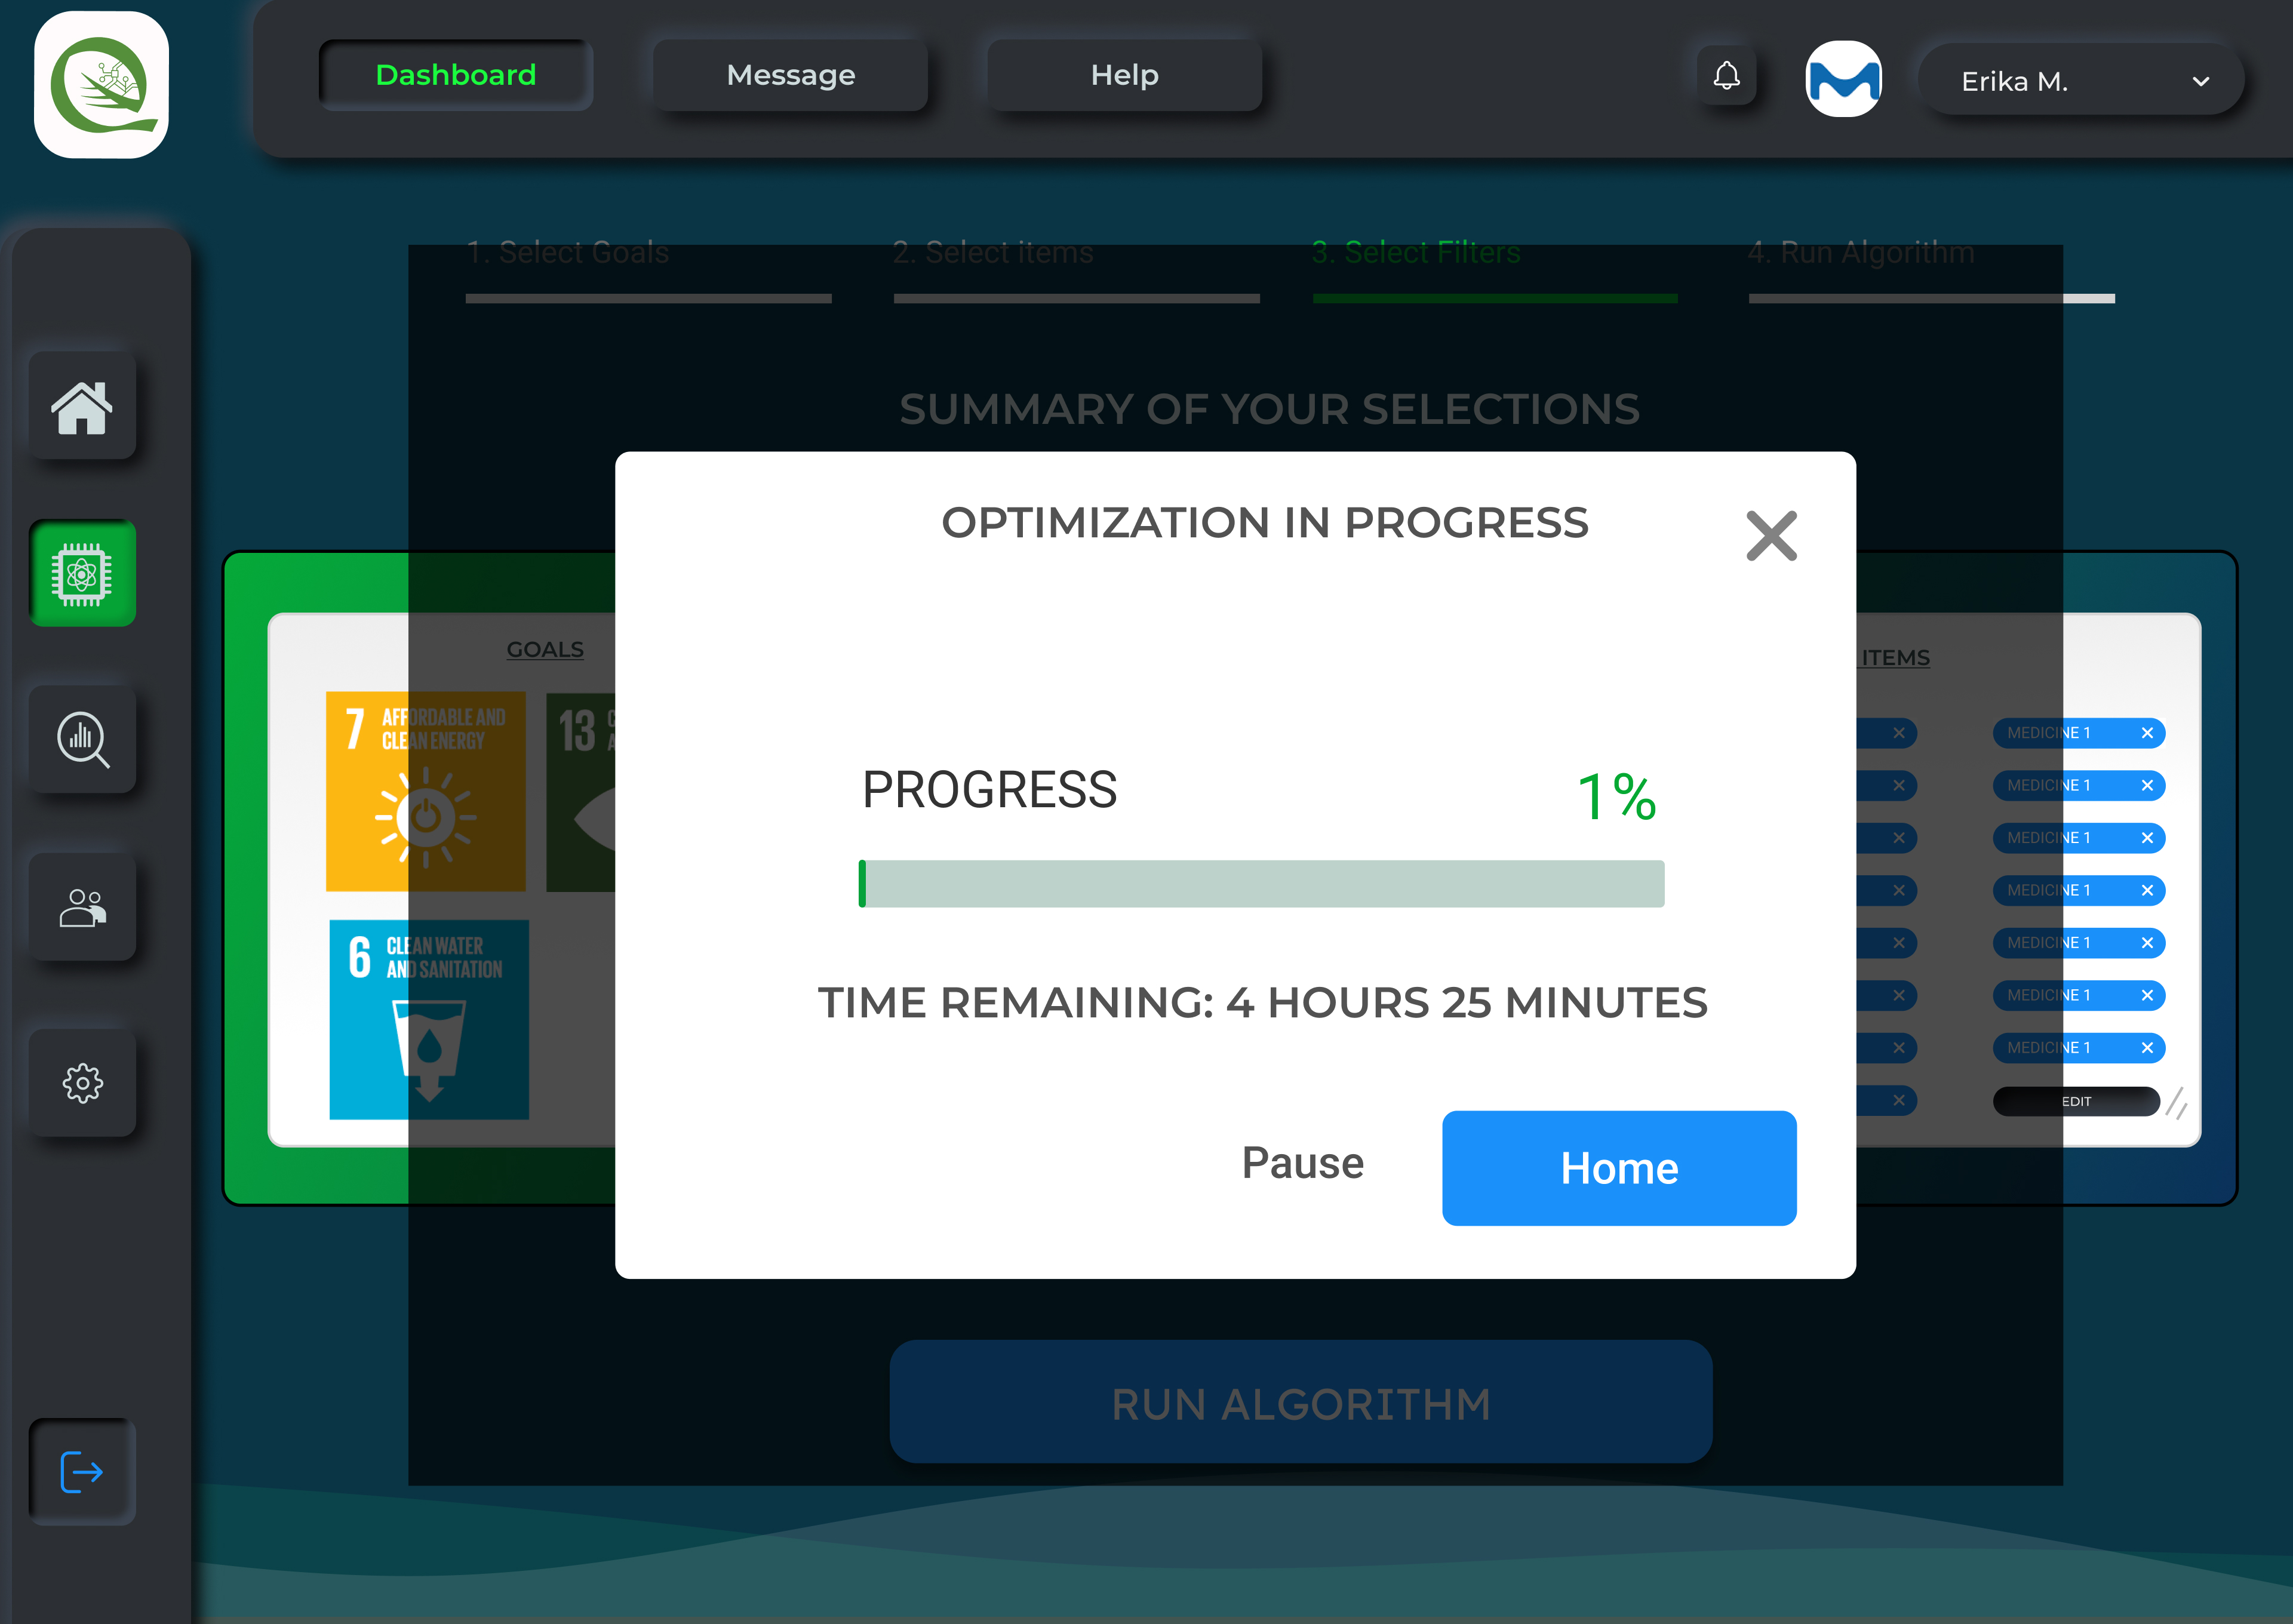 Dashboard
Message
Help
Erika M.
1. Select Goals
2. Select items
3. Select Filters
4. Run Algorithm
SUMMARY OF YOUR SELECTIONS
OPTIMIZATION IN PROGRESS
GOALS
ITEMS
7 AFFORDABLE AND
CLEAN ENERGY
13
6 CLEAN WATER
AND SANITATION
PROGRESS
1%
TIME REMAINING: 4 HOURS 25 MINUTES
Pause
Home
MEDICINE 1
MEDICINE 1
MEDICINE 1
MEDICINE 1
MEDICINE 1
MEDICINE 1
MEDICINE 1
EDIT
RUN ALGORITHM